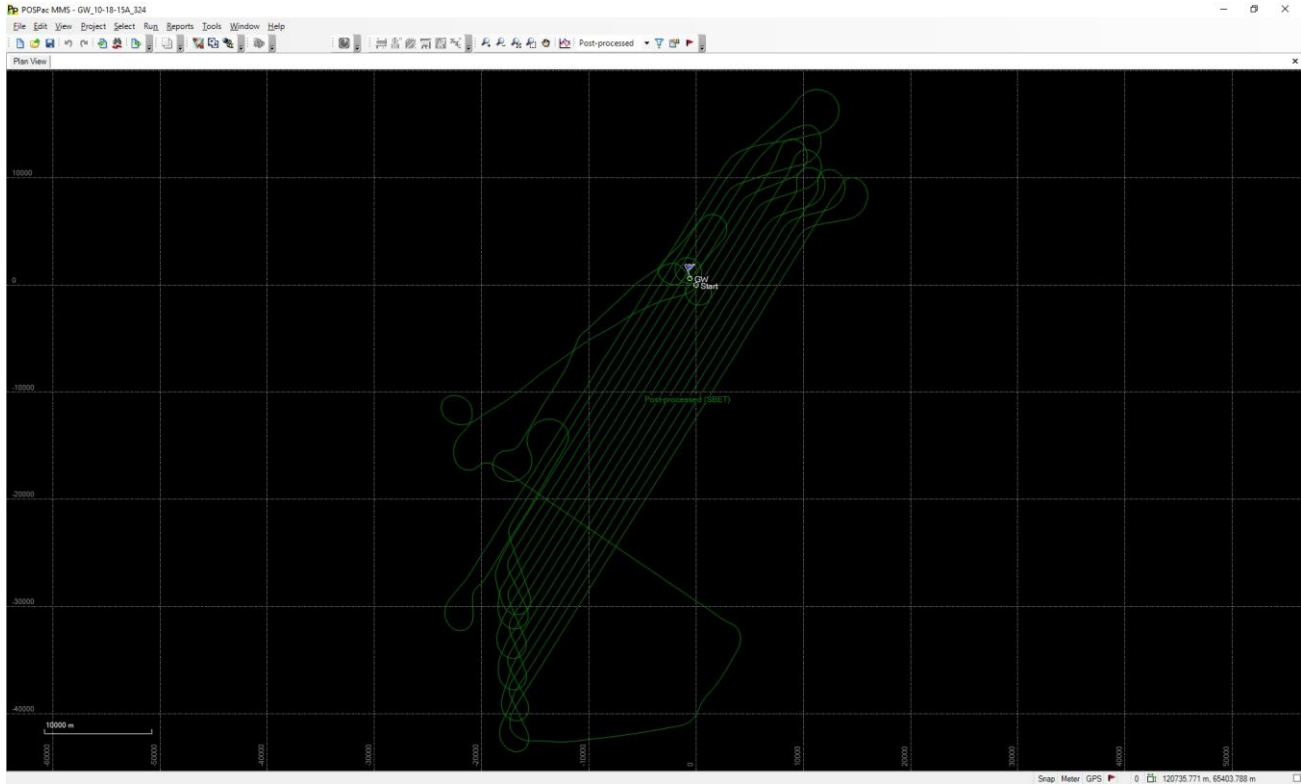 POSPac MMS - GW_10-18-15A_324
File Edit View Project Select Run Reports Tools Window Help
Post-processed
Plan View
10000
0
GW
Start
-10000
Post-processed (SBET)
-20000
-30000
-40000
10000 m
-60000
-50000
-40000
-30000
-20000
-10000
0
10000
20000
30000
40000
50000
Snap Meter GPS 0 120735.771 m, 65403.788 m